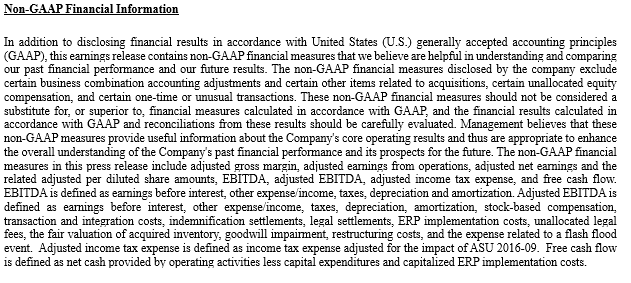 Non-GAAP Financial Information
In addition to disclosing financial results in accordance with United States (U.S.) generally accepted accounting principles
(GAAP), this earnings release contains non-GAAP financial measures that we believe are helpful in understanding and comparing
our past financial performance and our future results. The non-GAAP financial measures disclosed by the company exclude
certain business combination accounting adjustments and certain other items related to acquisitions, certain unallocated equity
compensation, and certain one-time or unusual transactions. These non-GAAP financial measures should not be considered a
substitute for, or superior to, financial measures calculated in accordance with GAAP, and the financial results calculated in
accordance with GAAP and reconciliations from these results should be carefully evaluated. Management believes that these
non-GAAP measures provide useful information about the Company's core operating results and thus are appropriate to enhance
the overall understanding of the Company's past financial performance and its prospects for the future. The non-GAAP financial
measures in this press release include adjusted gross margin, adjusted earnings from operations, adjusted net earnings and the
related adjusted per diluted share amounts, EBITDA, adjusted EBITDA, adjusted income tax expense, and free cash flow.
EBITDA is defined as earnings before interest, other expense/income, taxes, depreciation and amortization. Adjusted EBITDA is
defined as earnings before interest, other expense/income, taxes, depreciation, amortization, stock-based compensation,
transaction and integration costs, indemnification settlements, legal settlements, ERP implementation costs, unallocated legal
fees, the fair valuation of acquired inventory, goodwill impairment, restructuring costs, and the expense related to a flash flood
event. Adjusted income tax expense is defined as income tax expense adjusted for the impact of ASU 2016-09. Free cash flow
is defined as net cash provided by operating activities less capital expenditures and capitalized ERP implementation costs.